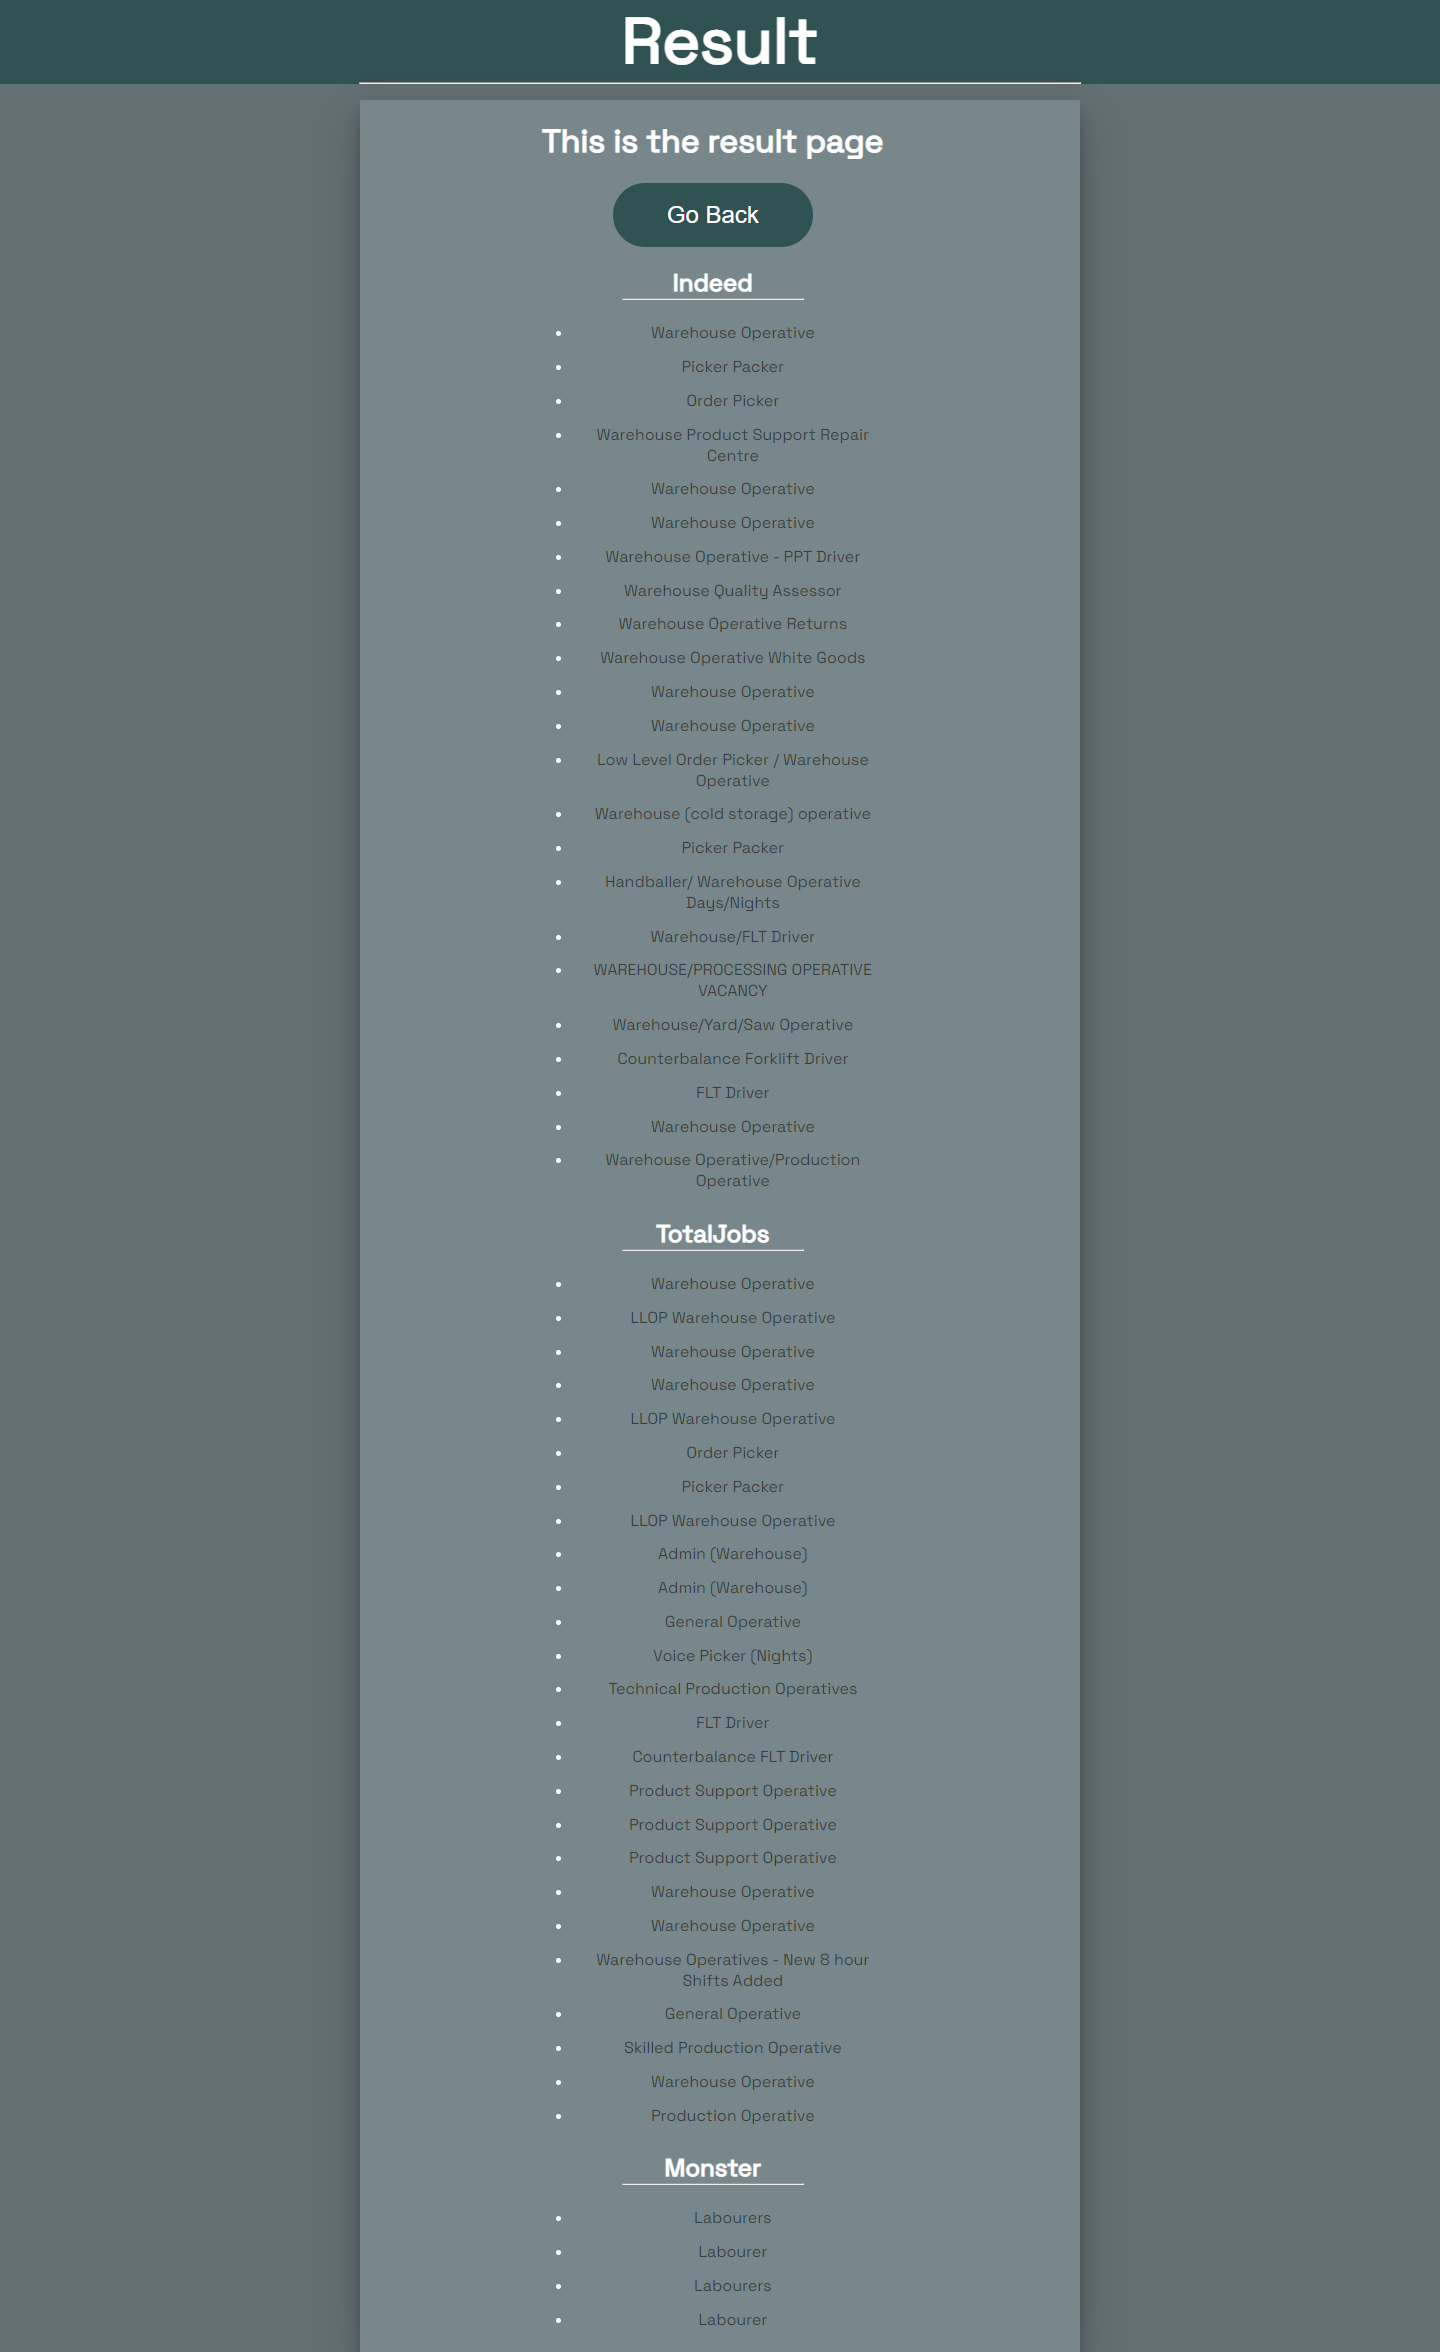 Result
This is the result page
Go Back
Indeed
Warehouse Operative
Picker Packer
Order Picker
Warehouse Product Support Repair
Centre
Warehouse Operative
Warehouse Operative
Warehouse Operative - PPT Driver
Warehouse Quality Assessor
Warehouse Operative Returns
Warehouse Operative White Goods
Warehouse Operative
Warehouse Operative
Low Level Order Picker / Warehouse
Operative
Warehouse (cold storage) operative
Picker Packer
Handballer/ Warehouse Operative
Days/Nights
Warehouse/FLT Driver
WAREHOUSE/PROCESSING OPERATIVE
VACANCY
Warehouse/Yard/Saw Operative
Counterbalance Forklift Driver
FLT Driver
Warehouse Operative
Warehouse Operative/Production
Operative
TotalJobs
Warehouse Operative
LLOP Warehouse Operative
Warehouse Operative
Warehouse Operative
LLOP Warehouse Operative
Order Picker
Picker Packer
LLOP Warehouse Operative
Admin (Warehouse)
Admin (Warehouse)
General Operative
Voice Picker (Nights)
Technical Production Operatives
FLT Driver
Counterbalance FLT Driver
Product Support Operative
Product Support Operative
Product Support Operative
Warehouse Operative
Warehouse Operative
Warehouse Operatives - New 8 hour
Shifts Added
General Operative
Skilled Production Operative
Warehouse Operative
Production Operative
Monster
Labourers
Labourer
Labourers
Labourer